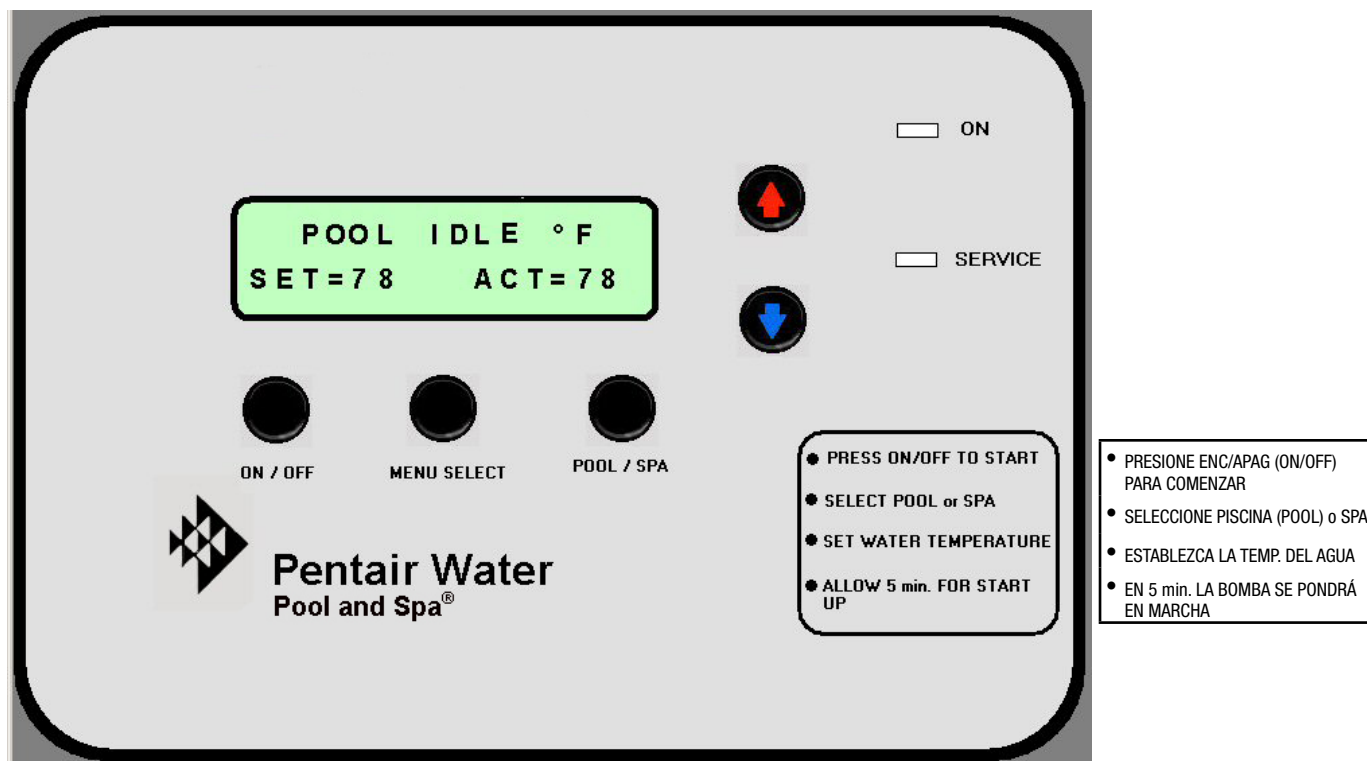 ON
POOL IDLE °F
SET=78 ACT=78
SERVICE
ON / OFF
MENU SELECT
POOL / SPA
Pentair Water
Pool and Spa®
● PRESS ON/OFF TO START
● SELECT POOL or SPA
● SET WATER TEMPERATURE
● ALLOW 5 min. FOR START
UP
• PRESIONE ENC/APAG (ON/OFF)
PARA COMENZAR
• SELECCIONE PISCINA (POOL) o SPA
• ESTABLEZCA LA TEMP. DEL AGUA
• EN 5 min. LA BOMBA SE PONDRÁ
EN MARCHA